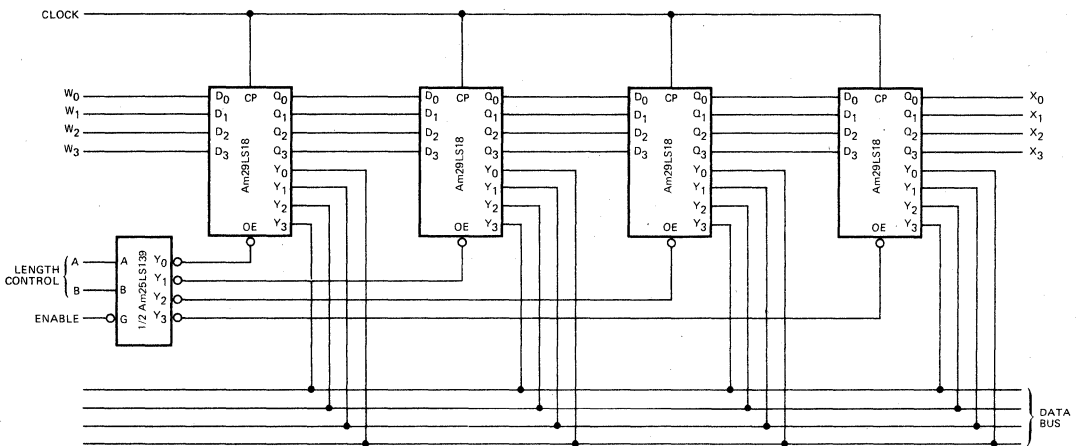 CLOCK
W0
W1
W2
W3
D0 CP Q0
D1 Q1
D2 Q2
D3 Q3
Y0
Y1
Y2
OE Y3
Am29LS18
D0 CP Q0
D1 Q1
D2 Q2
D3 Q3
Y0
Y1
Y2
OE Y3
Am29LS18
D0 CP Q0
D1 Q1
D2 Q2
D3 Q3
Y0
Y1
Y2
OE Y3
Am29LS18
D0 CP Q0
D1 Q1
D2 Q2
D3 Q3
Y0
Y1
Y2
OE Y3
Am29LS18
X0
X1
X2
X3
LENGTH
CONTROL
A
B
ENABLE
A Y0
B Y1
Y2
G Y3
1/2 Am25LS139
DATA
BUS